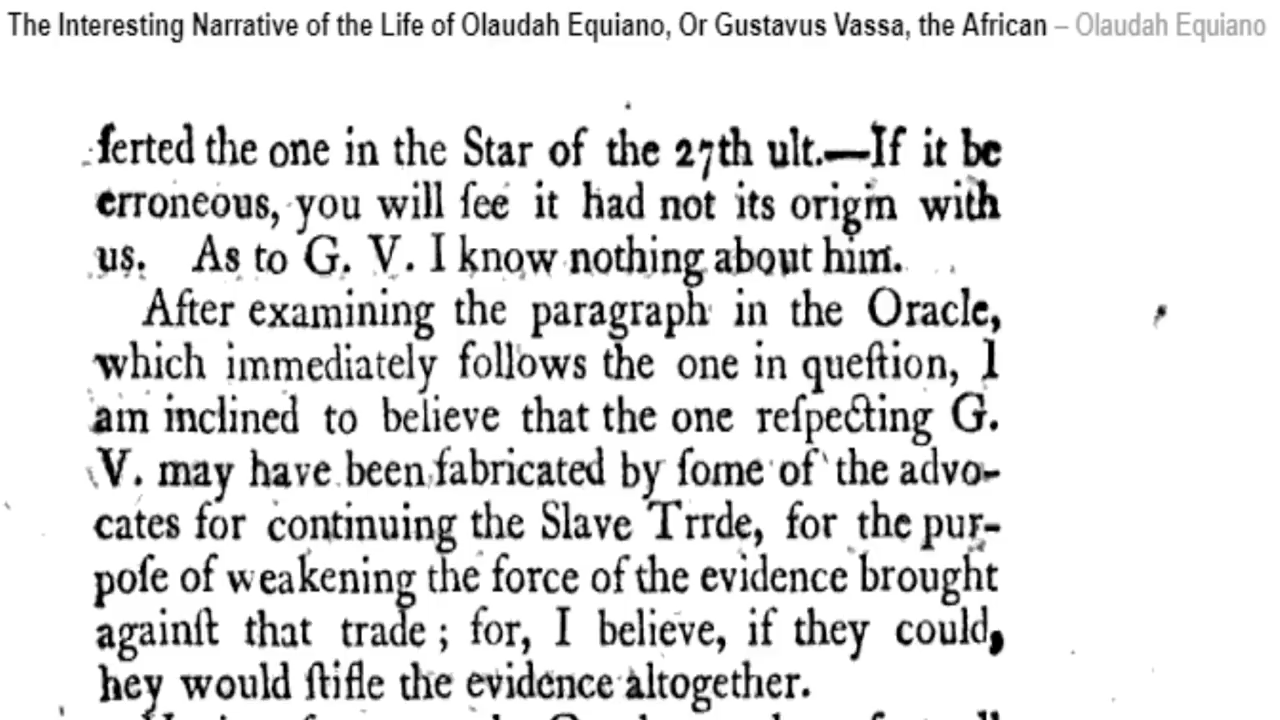 The Interesting Narrative of the Life of Olaudah Equiano, Or Gustavus Vassa, the African – Olaudah Equiano
ſerted the one in the Star of the 27th ult.—If it be
erroneous, you will ſee it had not its origin with
us. As to G. V. I know nothing about him.
After examining the paragraph in the Oracle,
which immediately follows the one in queſtion, I
am inclined to believe that the one reſpecting G.
V. may have been fabricated by ſome of the advo-
cates for continuing the Slave Trrde, for the pur-
poſe of weakening the force of the evidence brought
againſt that trade; for, I believe, if they could,
hey would ſtifle the evidence altogether.